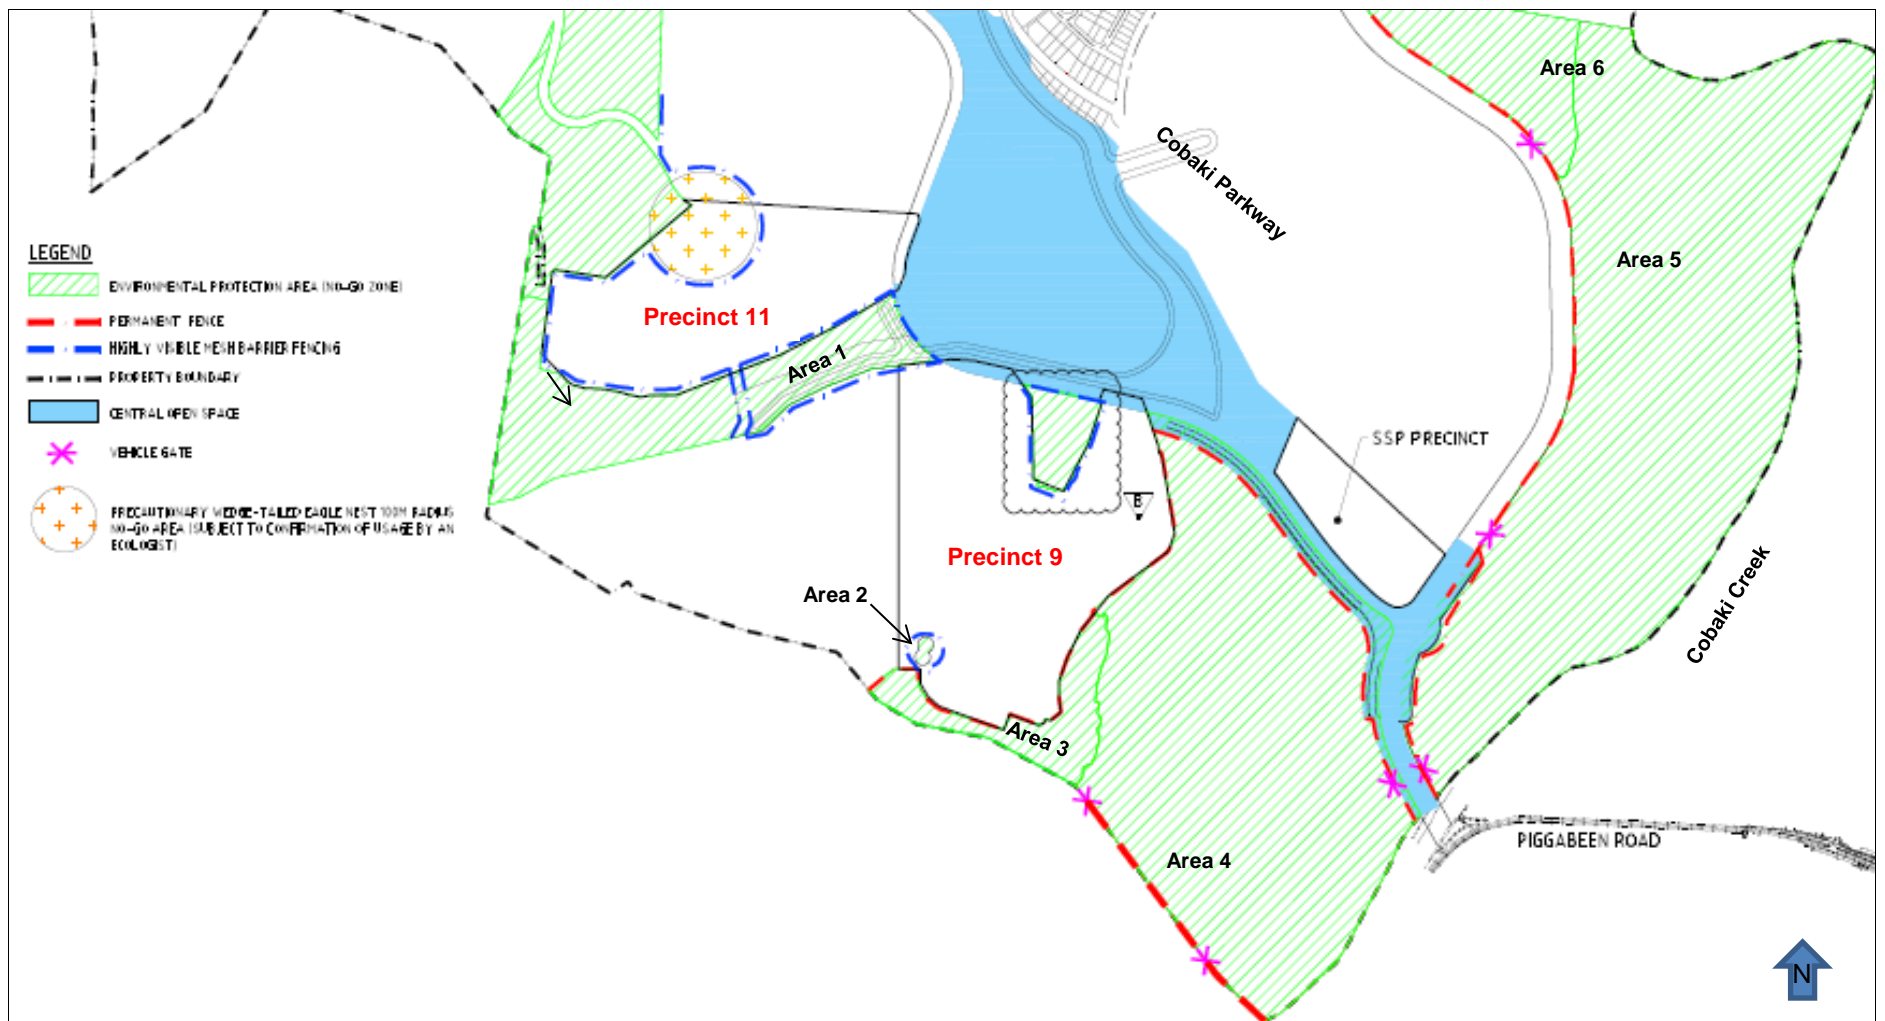 Area 6
Cobaki Parkway
LEGEND
Area 5
ENVIRONMENTAL PROTECTION AREA (NO-GO ZONE)
Precinct 11
PERMANENT FENCE
HIGHLY VISIBLE MESH BARRIER FENCING
Area 1
PROPERTY BOUNDARY
CENTRAL OPEN SPACE
SSP PRECINCT
VEHICLE GATE
B
PRECAUTIONARY WEDGE-TAILED EAGLE NEST 100M RADIUS
NO-GO AREA (SUBJECT TO CONFIRMATION OF USAGE BY AN
ECOLOGIST)
Precinct 9
Area 2
Cobaki Creek
Area 3
PIGGABEEN ROAD
Area 4
N